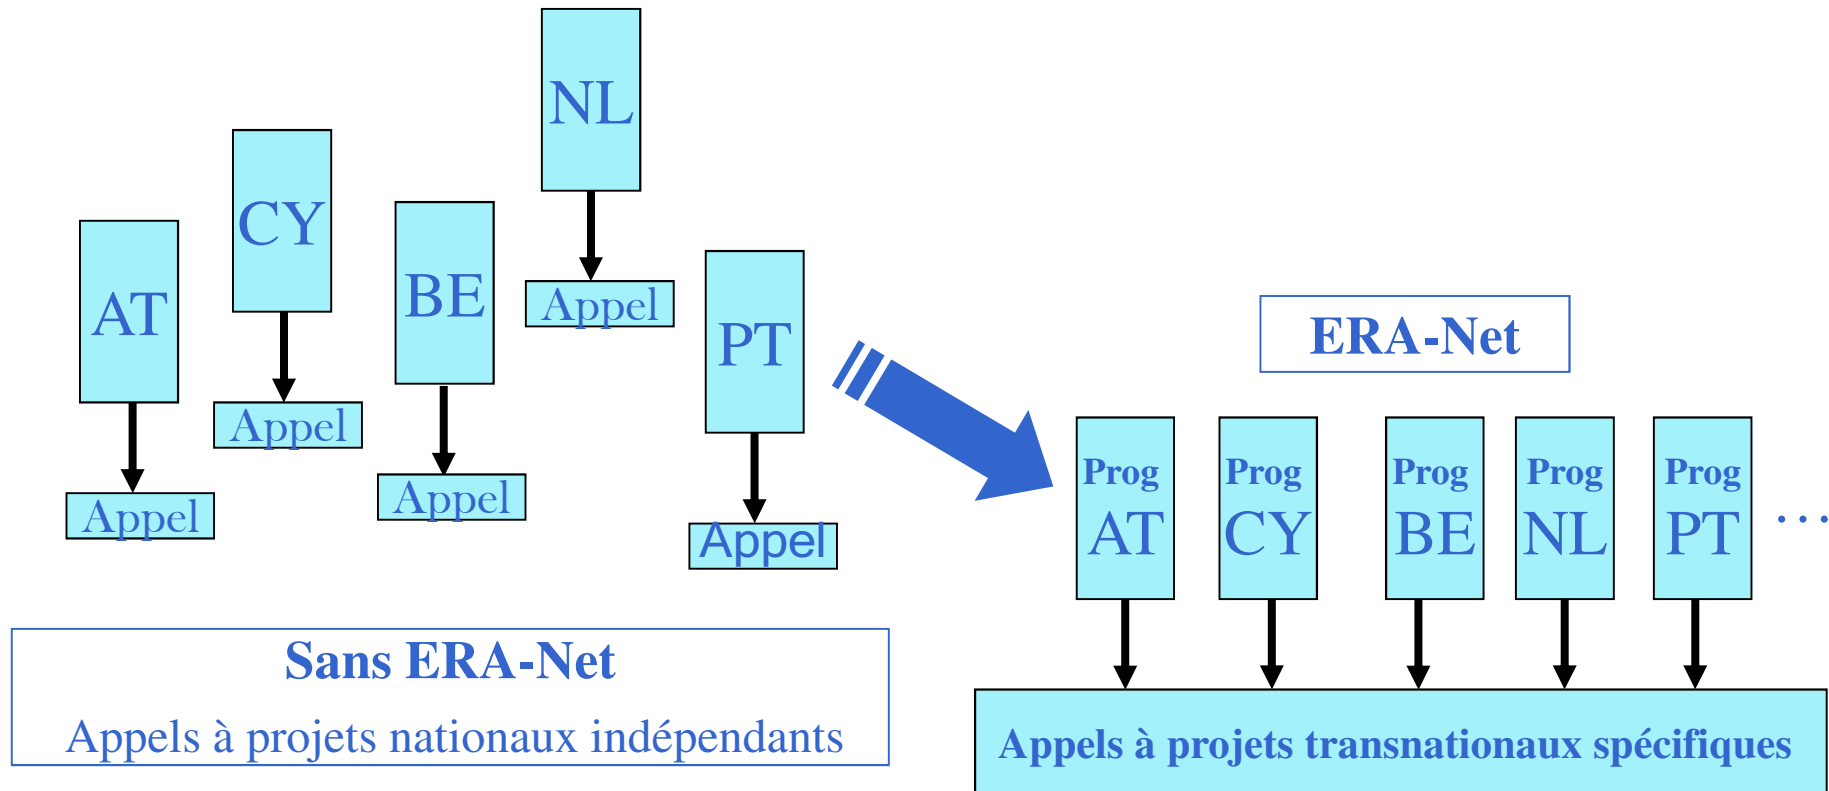 NL
CY
BE
AT
PT
Appel
Appel
Appel
Appel
Appel
Sans ERA-Net
Appels à projets nationaux indépendants
ERA-Net
Prog
AT
Prog
CY
Prog
BE
Prog
NL
Prog
PT
...
Appels à projets transnationaux spécifiques